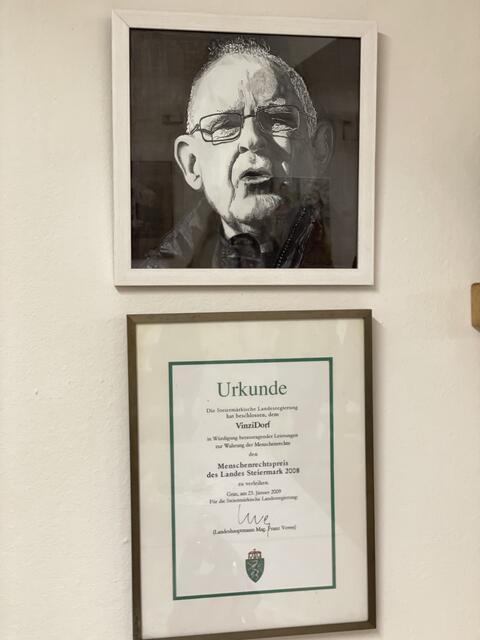 Urkunde
Die Steiermärkische Landesregierung
hat beschlossen, dem
VinziDorf
in Würdigung herausragender Leistungen
zur Wahrung der Menschenrechte
den
Menschenrechtspreis
des Landes Steiermark 2008
zu verleihen.
Graz, am 23. Jänner 2009
Für die Steiermärkische Landesregierung:
(Landeshauptmann Mag. Franz Voves)